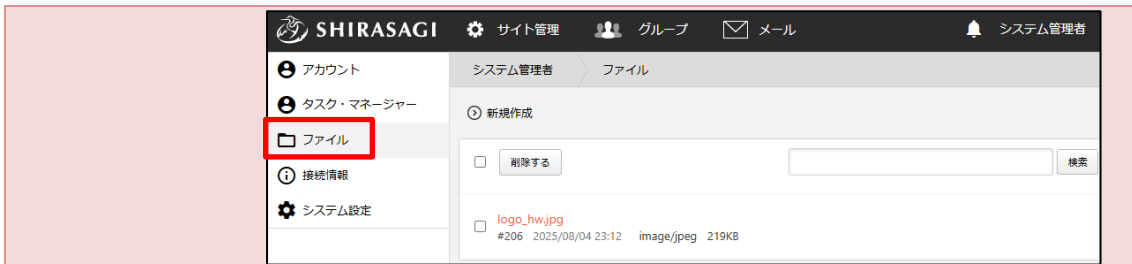 SHIRASAGI サイト管理 グループ メール システム管理者
アカウント
システム管理者 ファイル
タスク・マネージャー
新規作成
ファイル
削除する 検索
接続情報
システム設定
logo_hw.jpg
#206 2025/08/04 23:12 image/jpeg 219KB